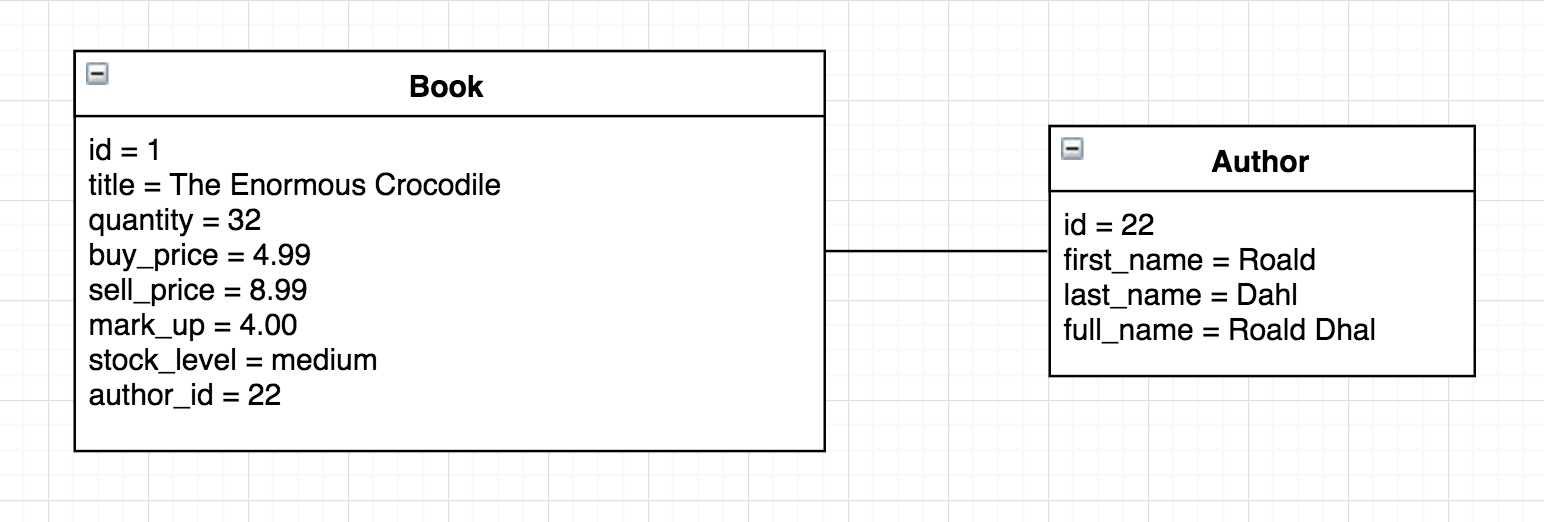 Book
id = 1
title = The Enormous Crocodile
quantity = 32
buy_price = 4.99
sell_price = 8.99
mark_up = 4.00
stock_level = medium
author_id = 22
Author
id = 22
first_name = Roald
last_name = Dahl
full_name = Roald Dhal